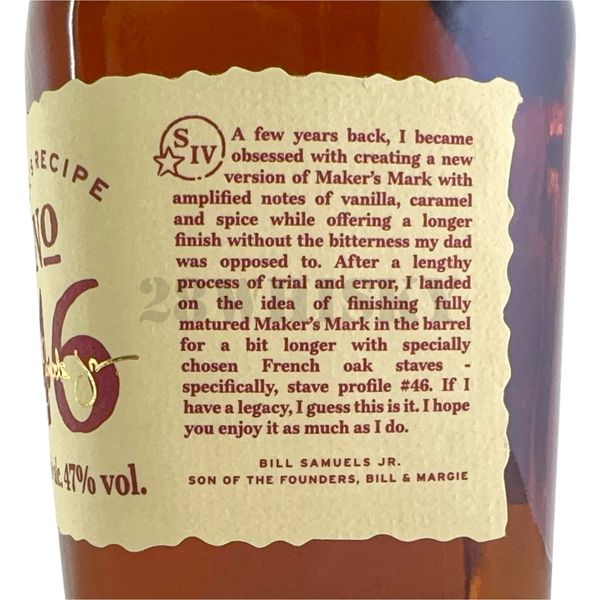 RECIPE
No
46
47% vol.
S IV
A few years back, I became
obsessed with creating a new
version of Maker's Mark with
amplified notes of vanilla, caramel
and spice while offering a longer
finish without the bitterness my dad
was opposed to. After a lengthy
process of trial and error, I landed
on the idea of finishing fully
matured Maker's Mark in the barrel
for a bit longer with specially
chosen French oak staves -
specifically, stave profile #46. If I
have a legacy, I guess this is it. I hope
you enjoy it as much as I do.
BILL SAMUELS JR.
SON OF THE FOUNDERS, BILL & MARGIE